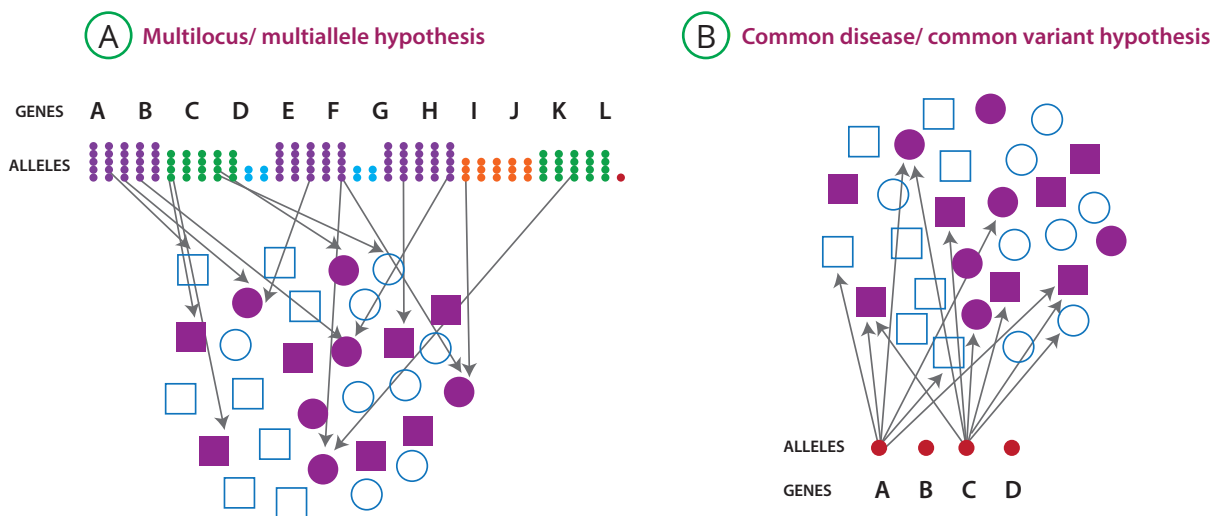 A Multilocus/ multiallele hypothesis
GENES A B C D E F G H I J K L
ALLELES
B Common disease/ common variant hypothesis
ALLELES
GENES A B C D